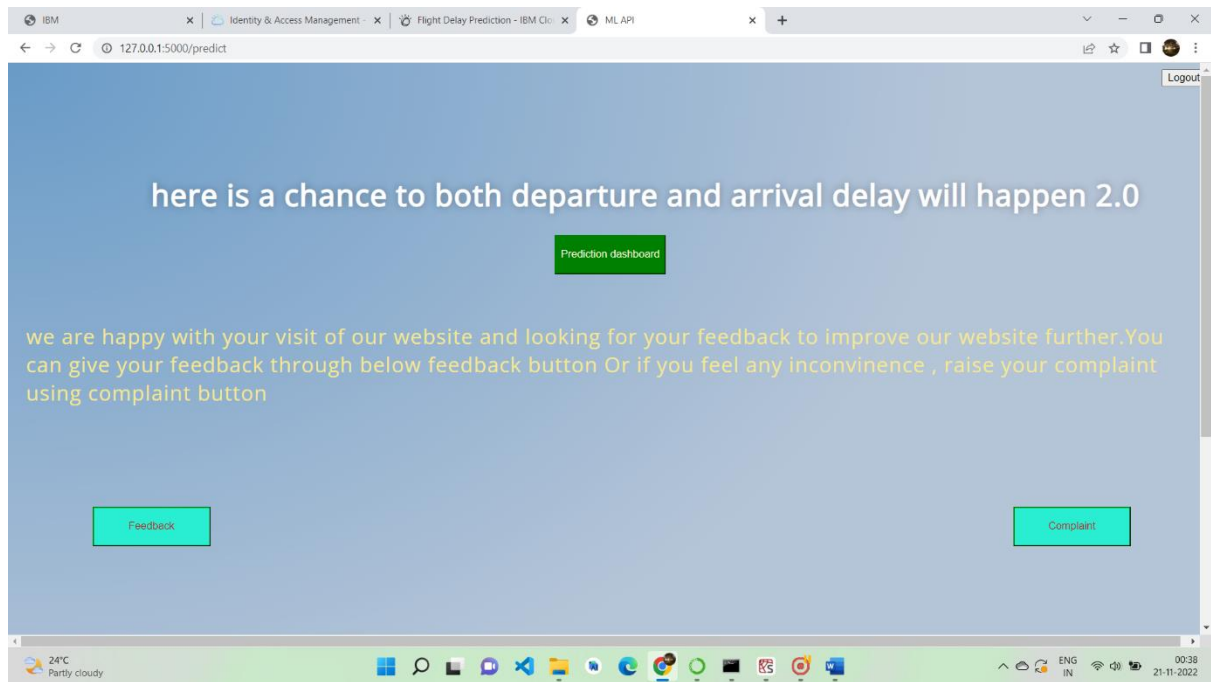 IBM
Identity & Access Management -
Flight Delay Prediction - IBM Clo
ML API
127.0.0.1:5000/predict
Logout
here is a chance to both departure and arrival delay will happen 2.0
Prediction dashboard
we are happy with your visit of our website and looking for your feedback to improve our website further.You
can give your feedback through below feedback button Or if you feel any inconvinence , raise your complaint
using complaint button
Feedback
Complaint
24°C
Partly cloudy
ENG
IN
00:38
21-11-2022